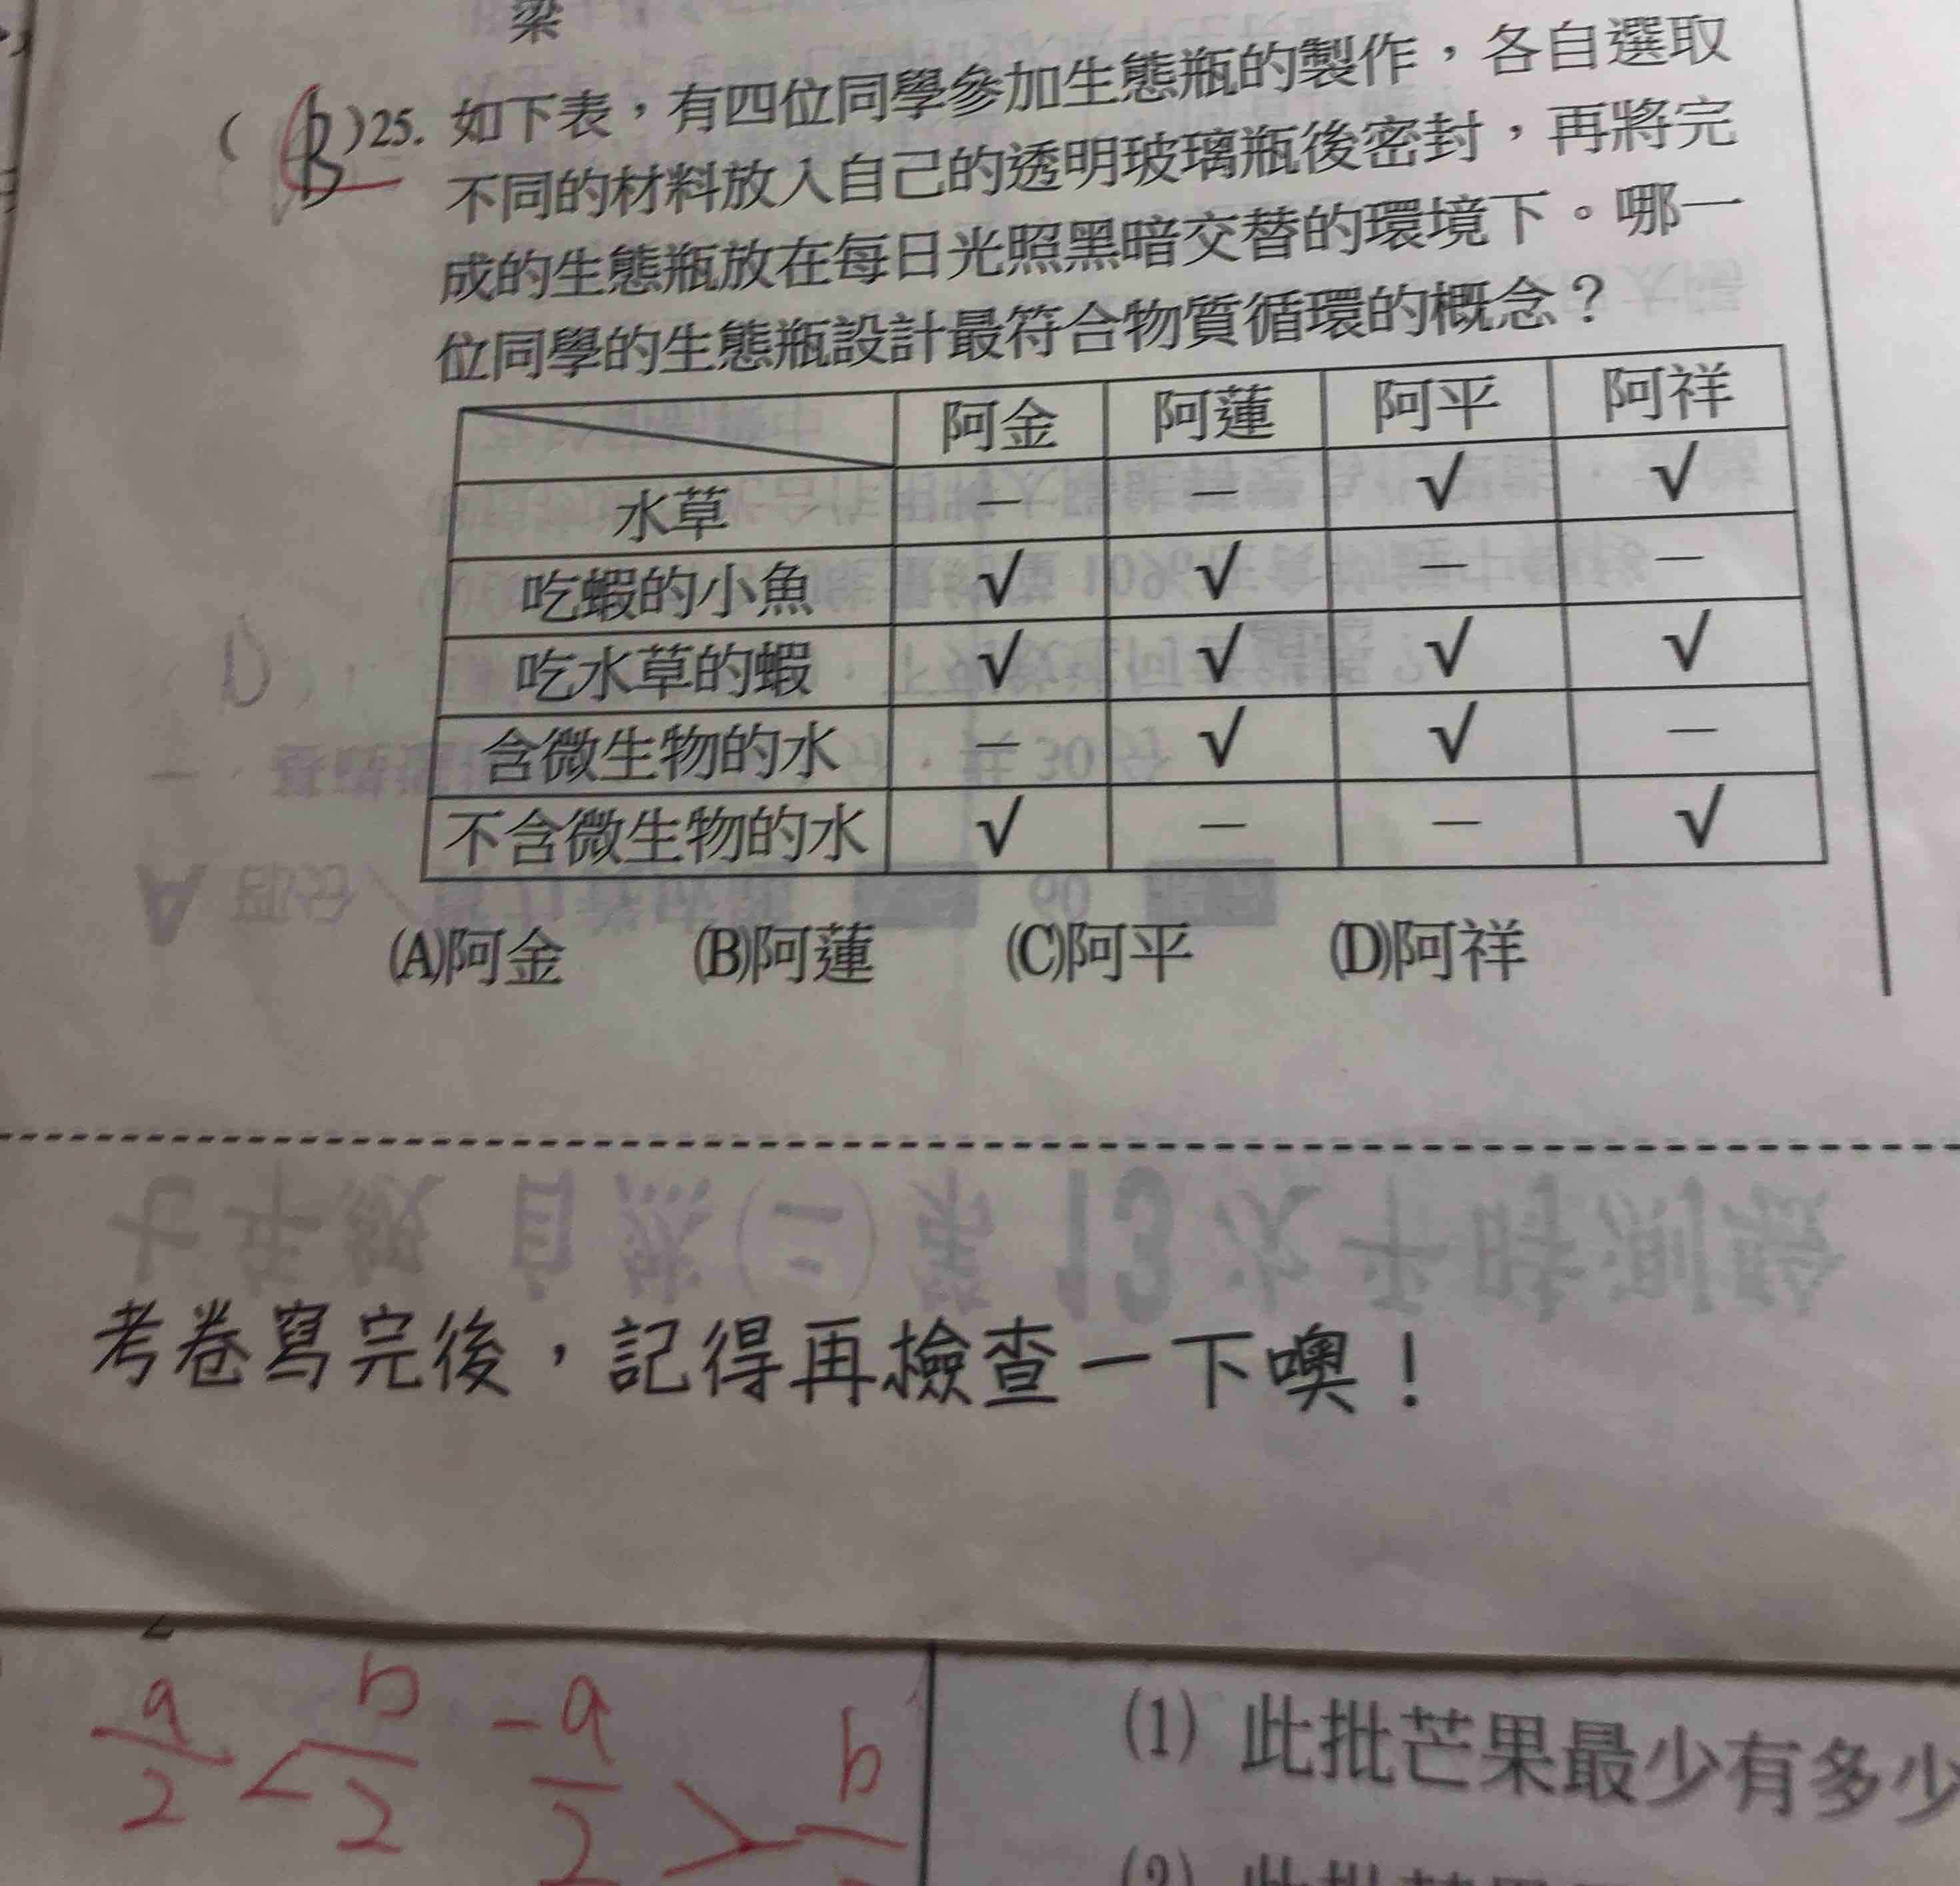 梁
( B )25. 如下表，有四位同學參加生態瓶的製作，各自選取
不同的材料放入自己的透明玻璃瓶後密封，再將完
成的生態瓶放在每日光照黑暗交替的環境下。哪一
位同學的生態瓶設計最符合物質循環的概念？
阿金 阿蓮 阿平 阿祥
水草 － － √ √
吃蝦的小魚 √ √ － －
吃水草的蝦 √ √ √ √
含微生物的水 － √ √ －
不含微生物的水 √ － － √
(A)阿金 (B)阿蓮 (C)阿平 (D)阿祥
考卷寫完後，記得再檢查一下噢！
a/2 < b/2 -a/2 > b
(1) 此批芒果最少有多少